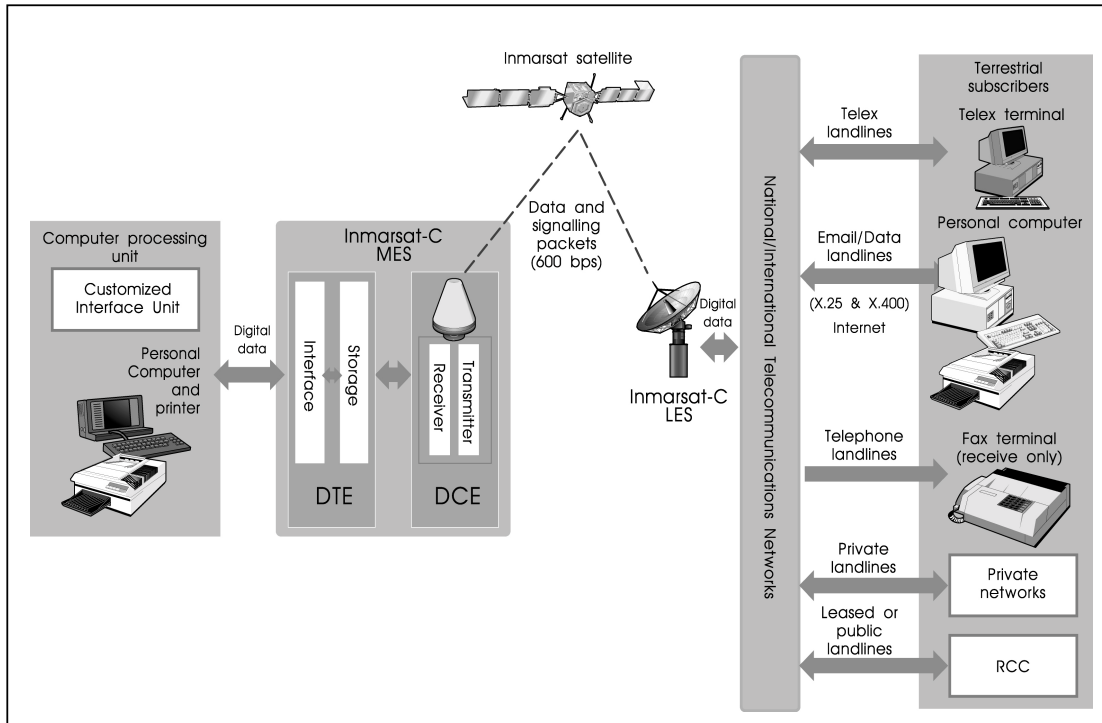 Inmarsat satellite
Data and
signalling
packets
(600 bps)
Computer processing
unit
Customized
Interface Unit
Personal
Computer
and
printer
Digital
data
Inmarsat-C
MES
Interface
Storage
DTE
Receiver
Transmitter
DCE
Inmarsat-C
LES
Digital
data
National/International Telecommunications Networks
Telex
landlines
Email/Data
landlines
(X.25 & X.400)
Internet
Telephone
landlines
Private
landlines
Leased or
public
landlines
Terrestrial
subscribers
Telex terminal
Personal computer
Fax terminal
(receive only)
Private
networks
RCC